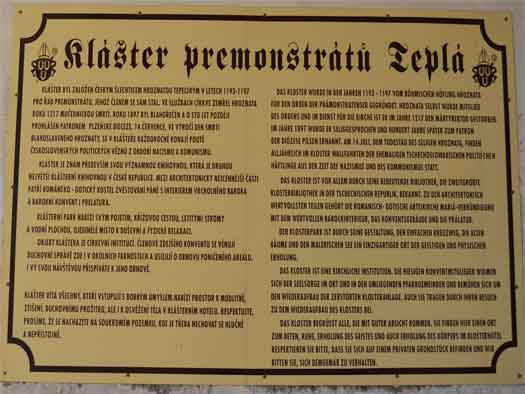 Klášter premonstrátů Teplá
KLÁŠTER BYL ZALOŽEN ČESKÝM ŠLECHTICEM HROZNATOU TEPELSKÝM V LETECH 1193-1197
PRO ŘÁD PREMONSTRÁTŮ, JEHOŽ ČLENEM SE SÁM STAL. VE SLUŽBÁCH CÍRKVE ZEMŘEL HROZNATA
ROKU 1217 MUČEDNICKOU SMRTÍ. ROKU 1897 BYL BLAHOŘEČEN A O STO LET POZDĚJI
PROHLÁŠEN PATRONEM PLZEŇSKÉ DIECÉZE. 14 ČERVENCE, VE VÝROČÍ DEN SMRTI
BLAHOSLAVENÉHO HROZNATY, SE V KLÁŠTEŘE KAŽDOROČNĚ KONAJÍ POUTĚ
ČESKOSLOVENSKÝCH POLITICKÝCH VĚZŇŮ Z OBDOBÍ NACISMU A KOMUNISMU.
KLÁŠTER JE ZNÁM PŘEDEVŠÍM SVOU VÝZNAMNOU KNIHOVNOU, KTERÁ JE DRUHOU
NEJVĚTŠÍ KLÁŠTERNÍ KNIHOVNOU V ČESKÉ REPUBLICE. MEZI ARCHITEKTONICKY NEJCENNĚJŠÍ ČÁSTI
PATŘÍ ROMÁNSKO - GOTICKÝ KOSTEL ZVĚSTOVÁNÍ PANĚ S INTERIEREM VRCHOLNÉHO BAROKA
A BAROKNÍ KONVENT I PRELATURA.
KLÁŠTERNÍ PARK NABÍZÍ SVÝM POJETÍM, KŘÍŽOVOU CESTOU, LETITÝMI STROMY
A VODNÍ PLOCHOU, OJEDINĚLÉ MÍSTO K DUŠEVNÍ A FYZICKÉ RELAXACI.
OBJEKT KLÁŠTERA JE CÍRKEVNÍ INSTITUCÍ. ČLENOVÉ ZDEJŠÍHO KONVENTU SE VĚNUJÍ
DUCHOVNÍ SPRÁVĚ ZDE I V OKOLNÍCH FARNOSTECH A USILUJÍ O OBNOVU PONIČENÉHO AREÁLU.
I VY SVOU NÁVŠTĚVOU PŘISPÍVÁTE K JEHO OBNOVĚ.
KLÁŠTER VÍTÁ VŠECHNY, KTEŘÍ VSTUPUJÍ S DOBRÝM ÚMYSLEM.NABÍZÍ PROSTOR K MODLITBĚ,
ZTIŠENÍ, DUCHOVNÍMU PROŽITKU, ALE I K OSVĚŽENÍ TĚLA V KLÁŠTERNÍM HOTELU. RESPEKTUJTE,
PROSÍME, ŽE SE NACHÁZÍTE NA SOUKROMÉM POZEMKU, KDE JE TŘEBA NECHOVAT SE HLUČNĚ
A NEPŘÍSTOJNĚ.
DAS KLOSTER WURDE IN DEN JAHREN 1193 - 1197 VOM BÖHMISCHEN HÖFLING HROZNATA
FÜR DEN ORDEN DER PRÄMONSTRATENSER GEGRÜNDET. HROZNATA SELBST WURDE MITGLIED
DES ORDENS UND IM DIENST FÜR DIE KIRCHE IST ER IM JAHRE 1217 DEN MÄRTYRERTOD GESTORBEN.
IM JAHRE 1897 WURDE ER SELIGGESPROCHEN UND HUNDERT JAHRE SPÄTER ZUM PATRON
DER DIÖZESE PILSEN ERNANNT. AM 14.JULI, DEM TODESTAG DES SELIGEN HROZNATA, FINDEN
ALLJÄHRLICH IM KLOSTER WALLFAHRTEN DER EHEMALIGEN TSCHECHOSLOWAKISCHEN POLITISCHEN
HÄFTLINGE AUS DER ZEIT DES NAZISMUS UND DES KOMMUNISMUS STATT.
DAS KLOSTER IST VOR ALLEM DURCH SEINE BEDEUTENDE BIBLIOTHEK, DIE ZWEITGRÖßTE
KLOSTERBIBLIOTHEK IN DER TSCHECHISCHEN REPUBLIK, BEKANNT. ZU DEN ARCHITEKTONISCH
WERTVOLLSTEN TEILEN GEHÖRT DIE ROMANISCH- GOTISCHE ARTIKIRCHE MARIÄ-VERKÜNDIGUNG
MIT DEM WERTVOLLEN BAROCKINTERIEUR, DAS KONVENTSGEBÄUDE UND DIE PRÄLATUR.
DER KLOSTERPARK IST DURCH SEINE GESTALTUNG, DEN EINFACHEN KREUZWEG, DIE ALTEN
BÄUME UND DEN MALERISCHEN SEE EIN EINZIGARTIGER ORT DER GEISTIGEN UND PHYSISCHEN
ERHOLUNG.
DAS KLOSTER IST EINE KIRCHLICHE INSTITUTION. DIE HIESIGEN KONVENTMITGLIEDER WIDMEN
SICH DER SEELSORGE IM ORT UND IN DEN UMLIEGENDEN PFARRGEMEINDEN UND BEMÜHEN SICH UM
DEN WIEDERAUFBAU DER ZERSTÖRTEN KLOSTERANLAGE. AUCH SIE TRAGEN DURCH IHREN BESUCH
ZU DEM WIEDERAUFBAU DES KLOSTERS BEI.
DAS KLOSTER BEGRÜSST ALLE, DIE MIT GUTER ABSICHT KOMMEN. SIE FINDEN HIER EINEN ORT
ZUM BETEN, RUHE, ERHOLUNG DES GEISTES UND AUCH ERHOLUNG DES KÖRPERS IM KLOSTERHOTEL.
RESPEKTIEREN SIE BITTE, DASS SIE SICH AUF EINEM PRIVATEN GRUNDSTÜCK BEFINDEN UND WIR
BITTEN SIE, SICH DEMGEMÄß ZU VERHALTEN.